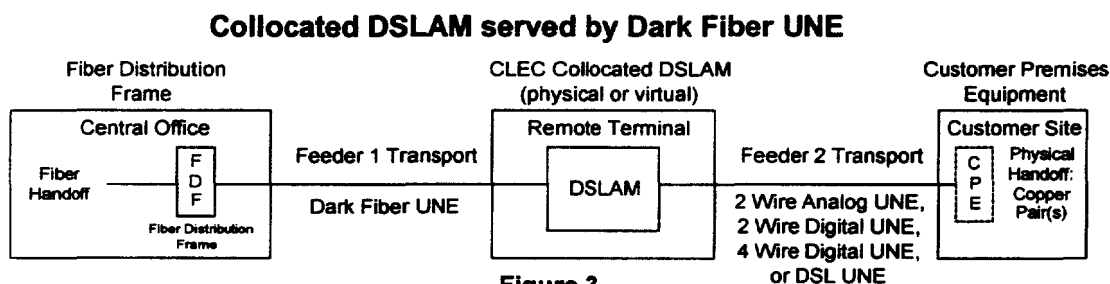 Collocated DSLAM served by Dark Fiber UNE
Fiber Distribution
Frame
CLEC Collocated DSLAM
(physical or virtual)
Customer Premises
Equipment
Central Office
Fiber
Handoff
F
D
F
Fiber Distribution
Frame
Feeder 1 Transport
Dark Fiber UNE
Remote Terminal
DSLAM
Feeder 2 Transport
2 Wire Analog UNE,
2 Wire Digital UNE,
4 Wire Digital UNE,
or DSL UNE
Customer Site
C
P
E
Physical
Handoff:
Copper
Pair(s)
Figure 3